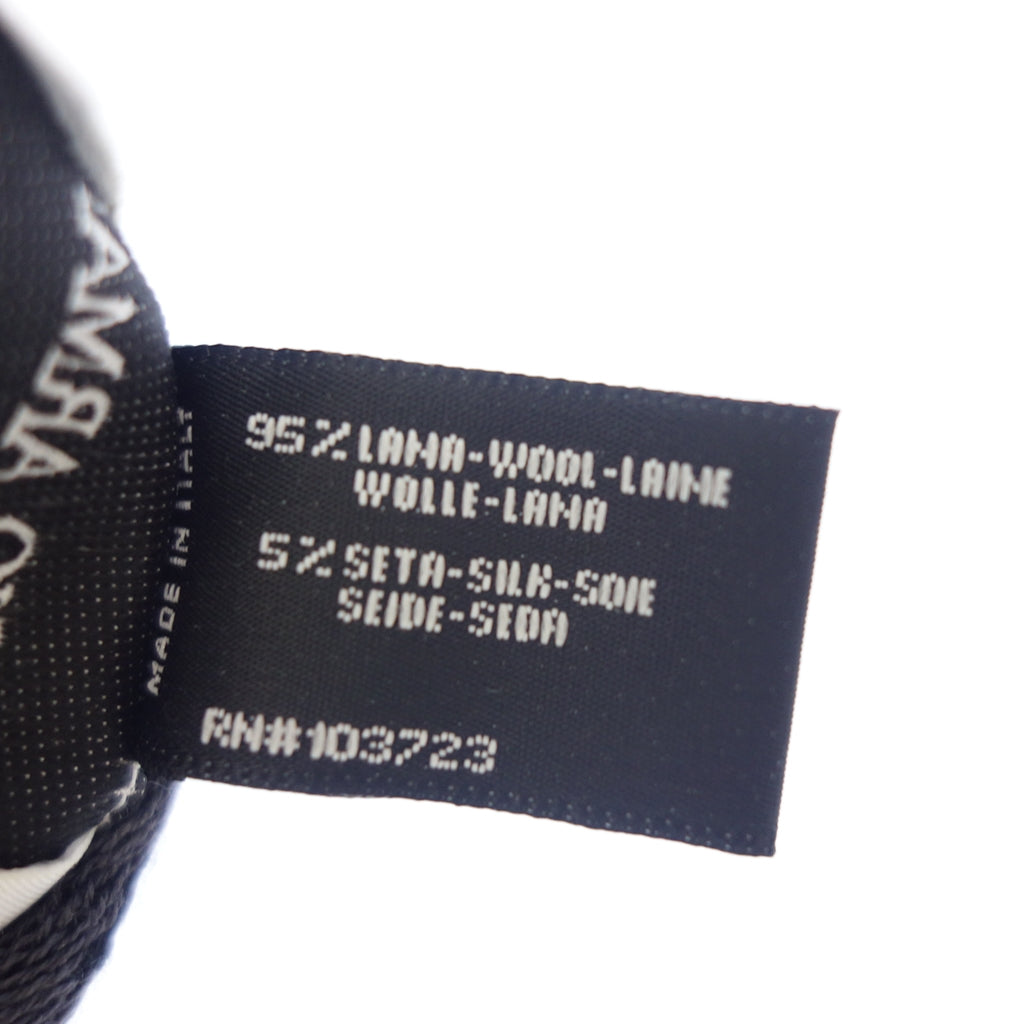 95% LANA-WOOL-LAINE
WOLLE-LANA
5% SETA-SILK-SOIE
SEIDE-SEDA
RN#103723
MADE IN ITALY